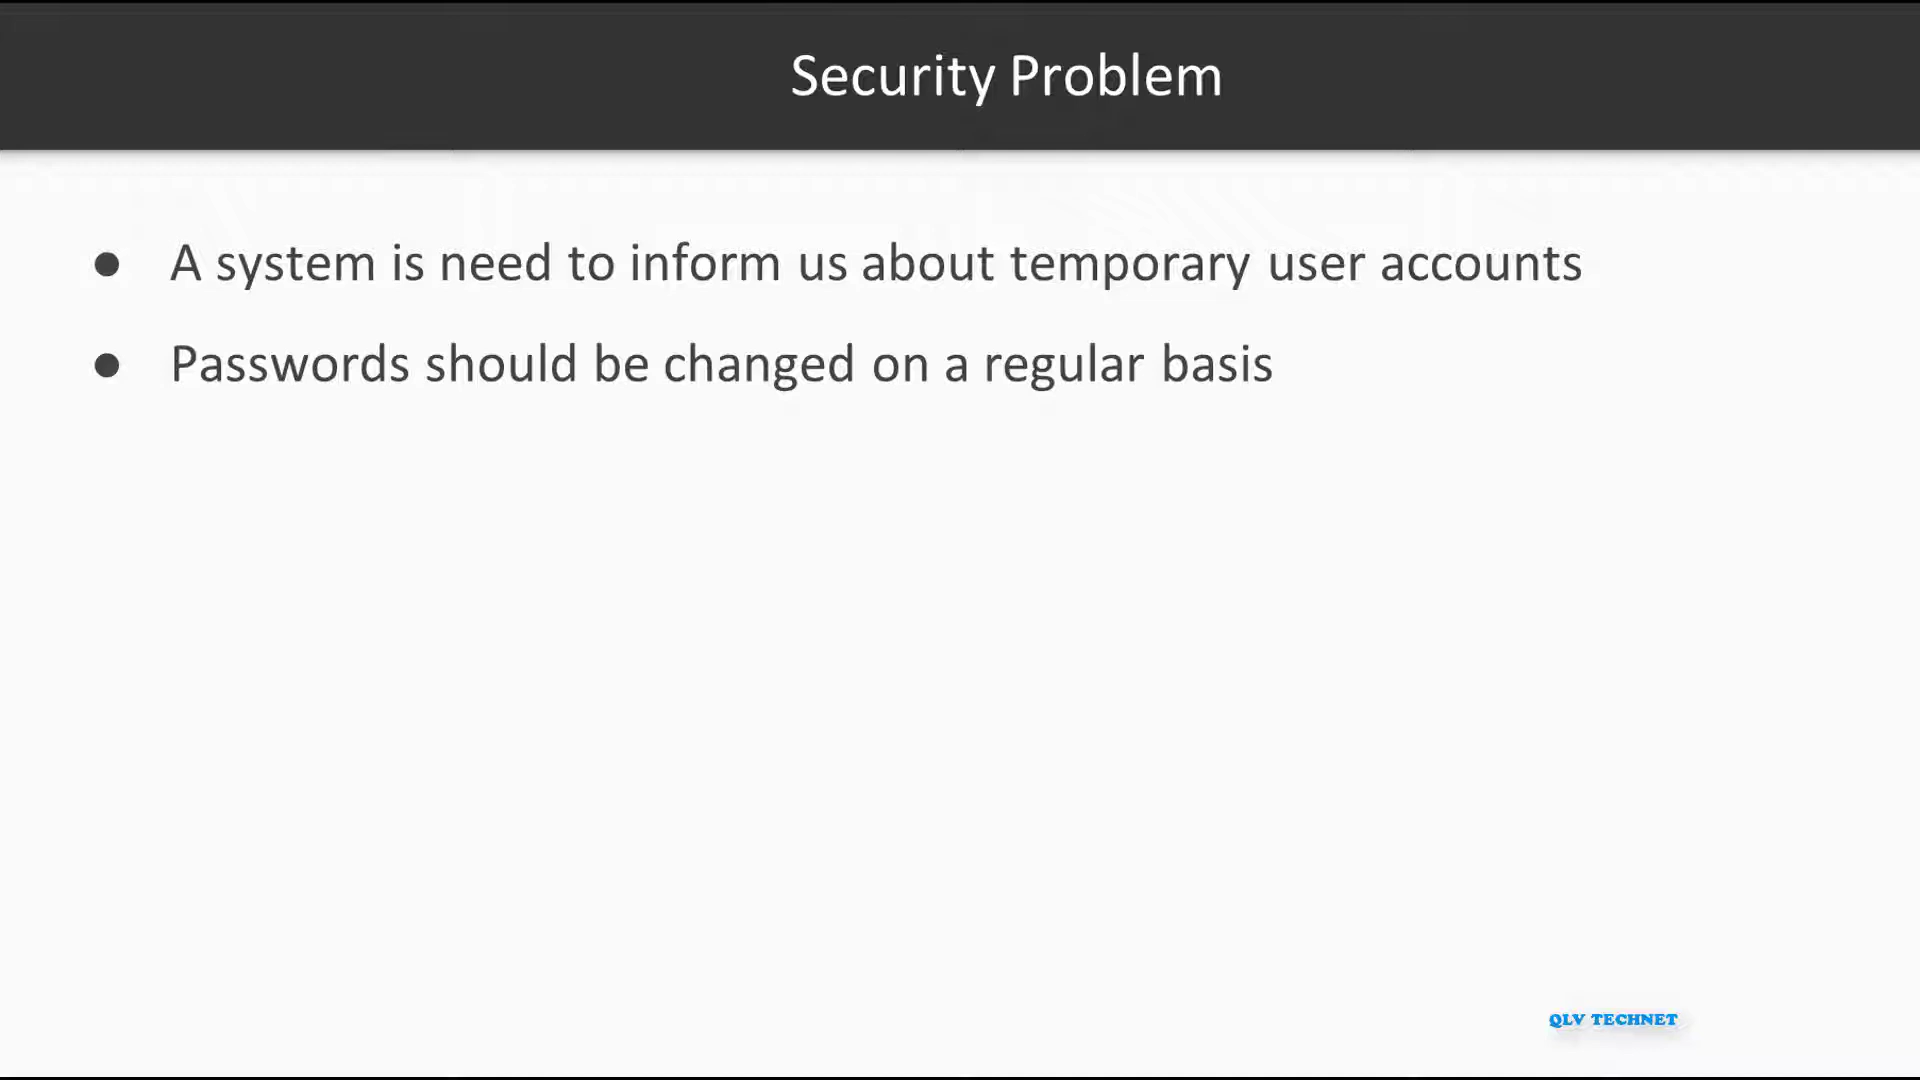 Security Problem
● A system is need to inform us about temporary user accounts
● Passwords should be changed on a regular basis
QLV TECHNET